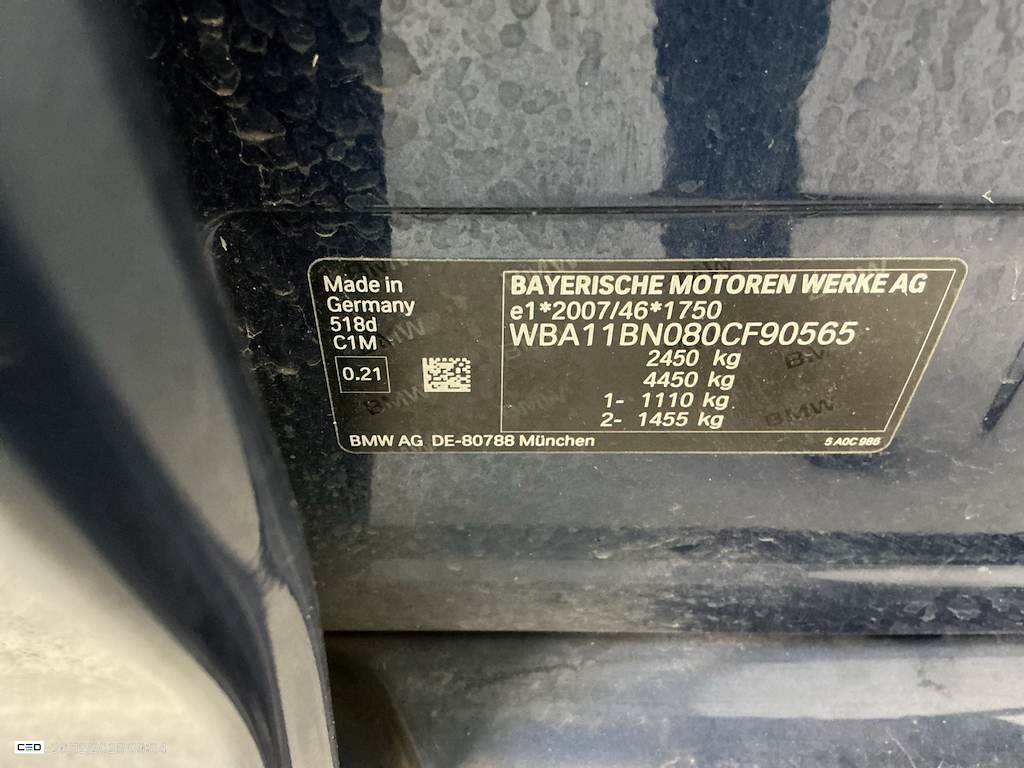 Made in
Germany
518d
C1M
0.21
BAYERISCHE MOTOREN WERKE AG
e1*2007/46*1750
WBA11BN080CF90565
2450 kg
4450 kg
1- 1110 kg
2- 1455 kg
BMW AG DE-80788 München
5 A0C 986
CEO